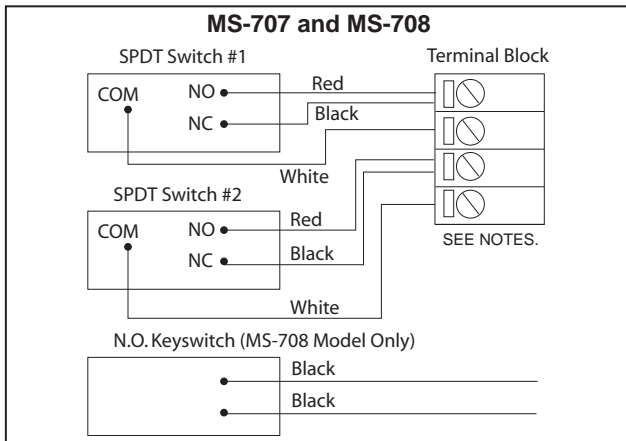 MS-707 and MS-708
SPDT Switch #1
Terminal Block
COM
NO
NC
Red
Black
White
SPDT Switch #2
COM
NO
NC
Red
Black
White
SEE NOTES.
N.O. Keyswitch (MS-708 Model Only)
Black
Black